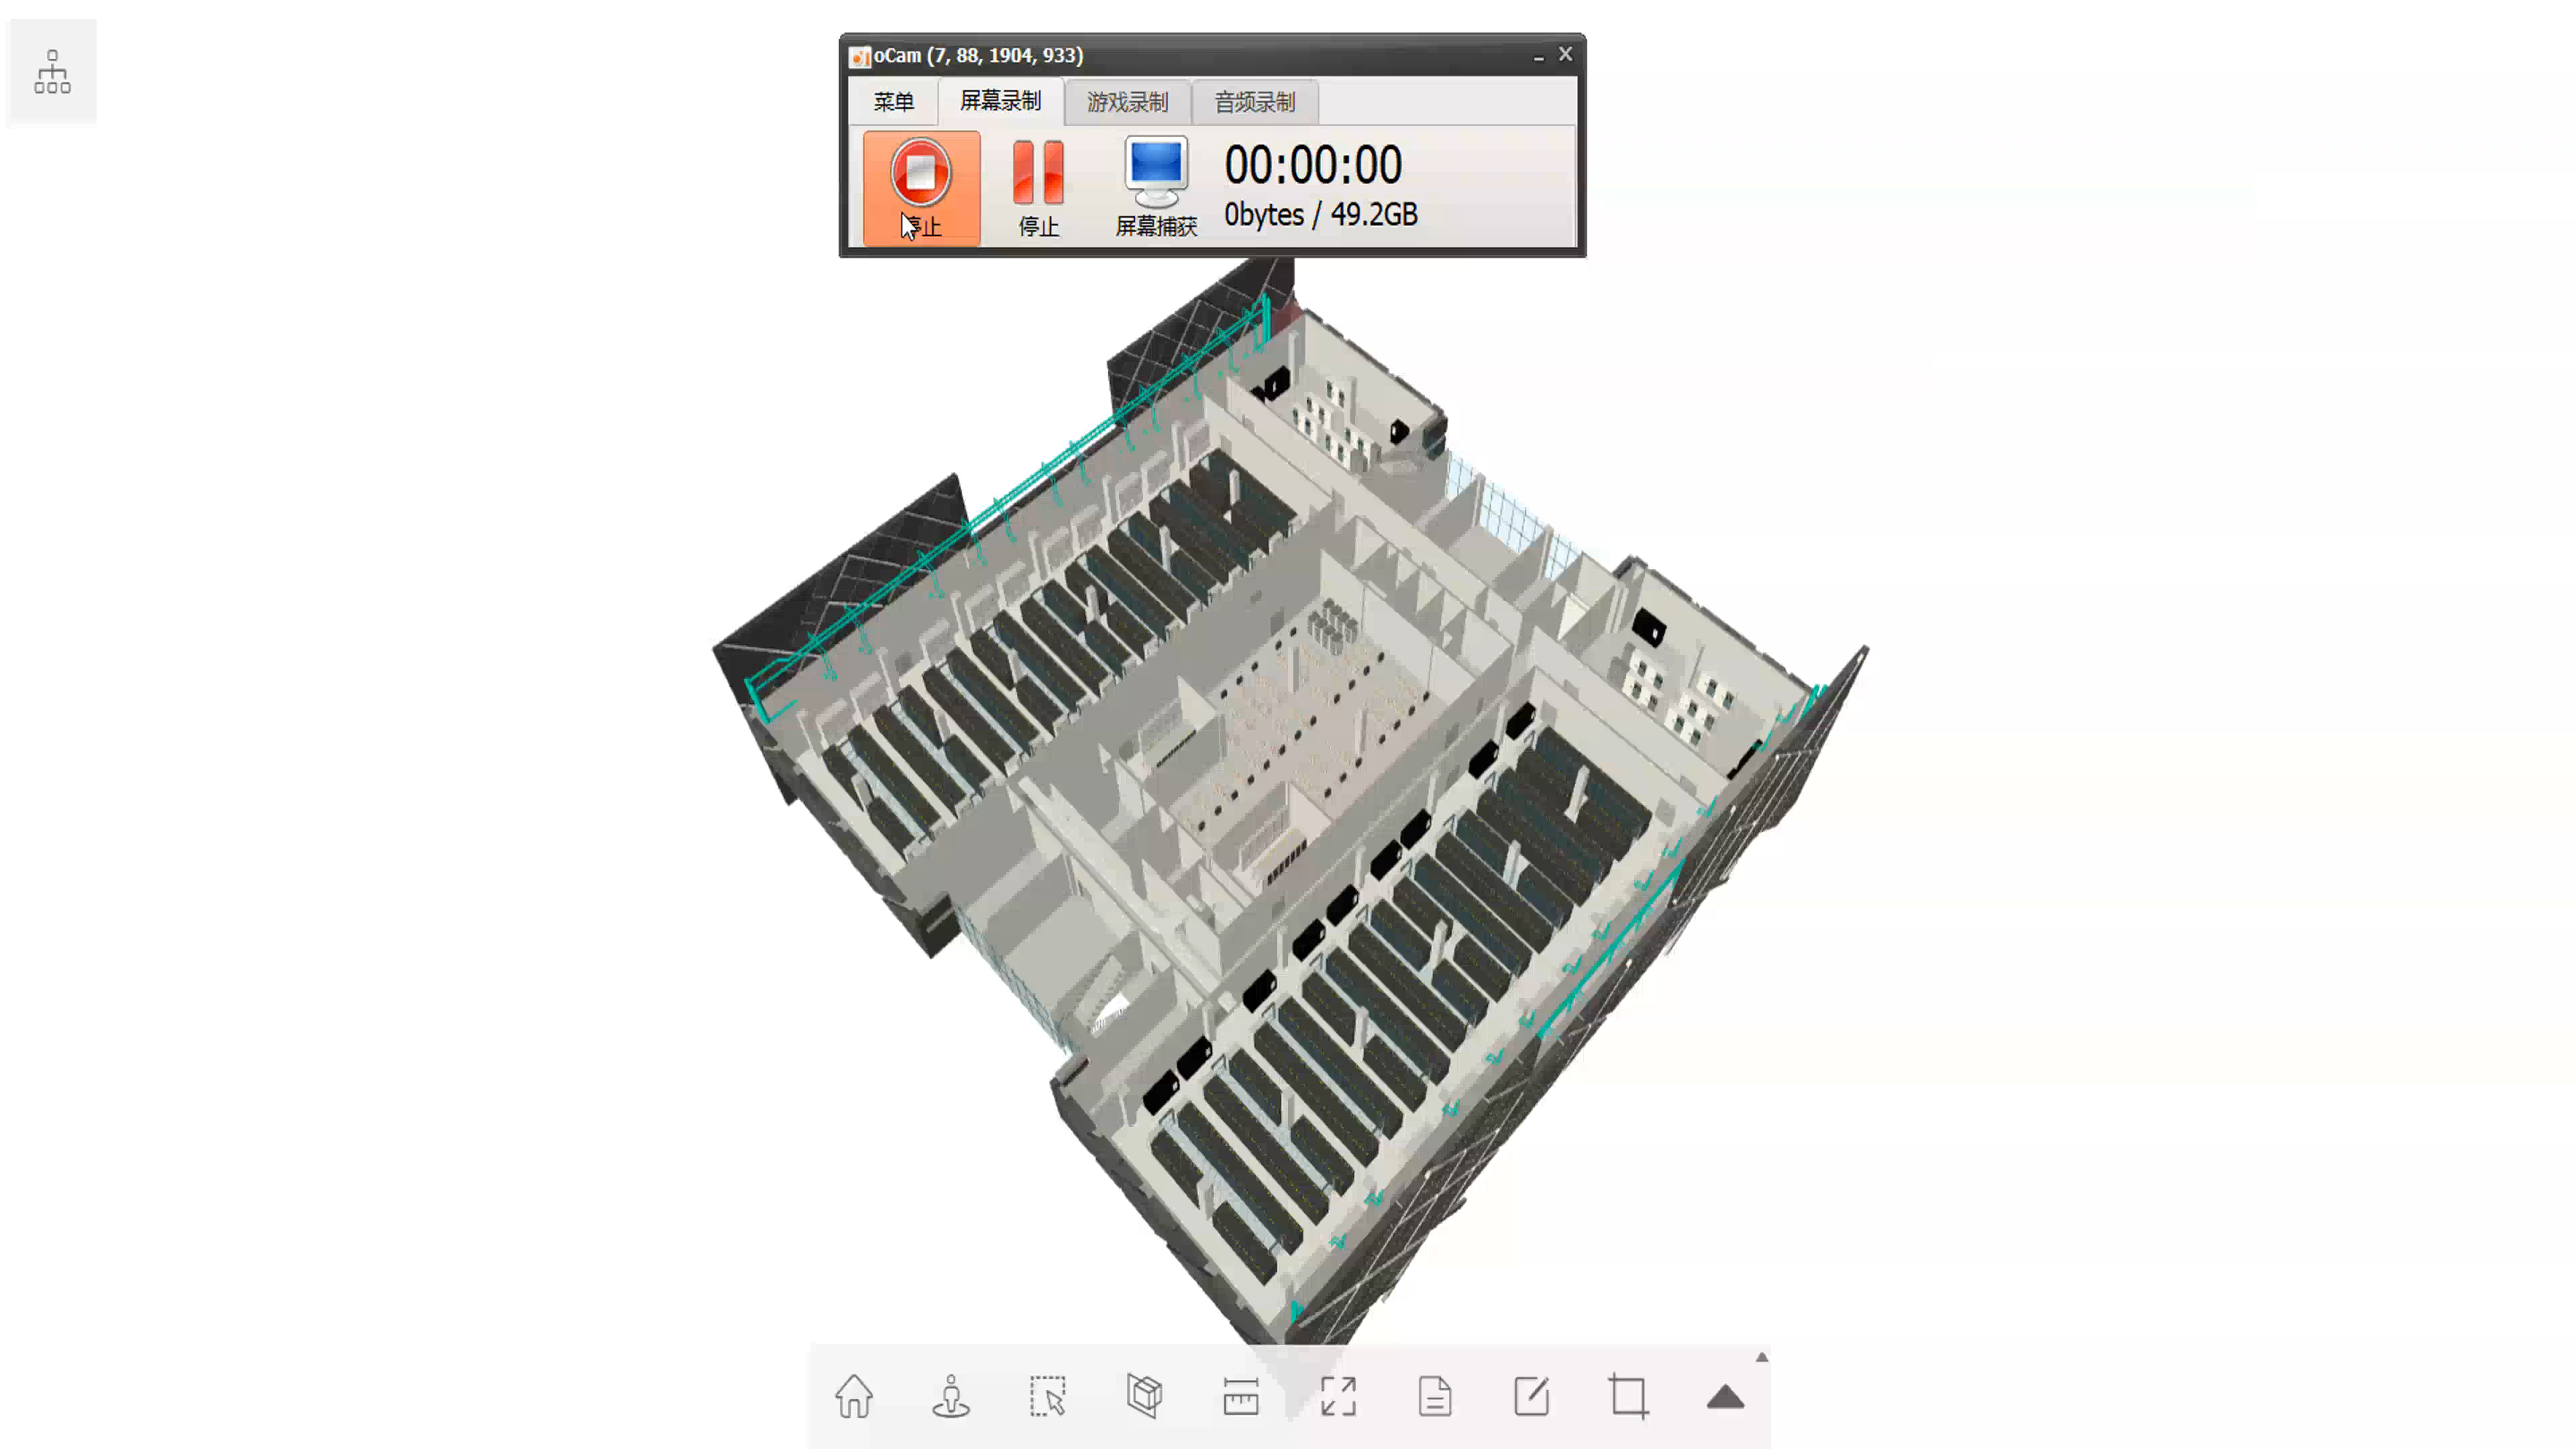 oCam (7, 88, 1904, 933)
菜单 屏幕录制 游戏录制 音频录制
停止 停止 屏幕捕获
00:00:00
0bytes / 49.2GB